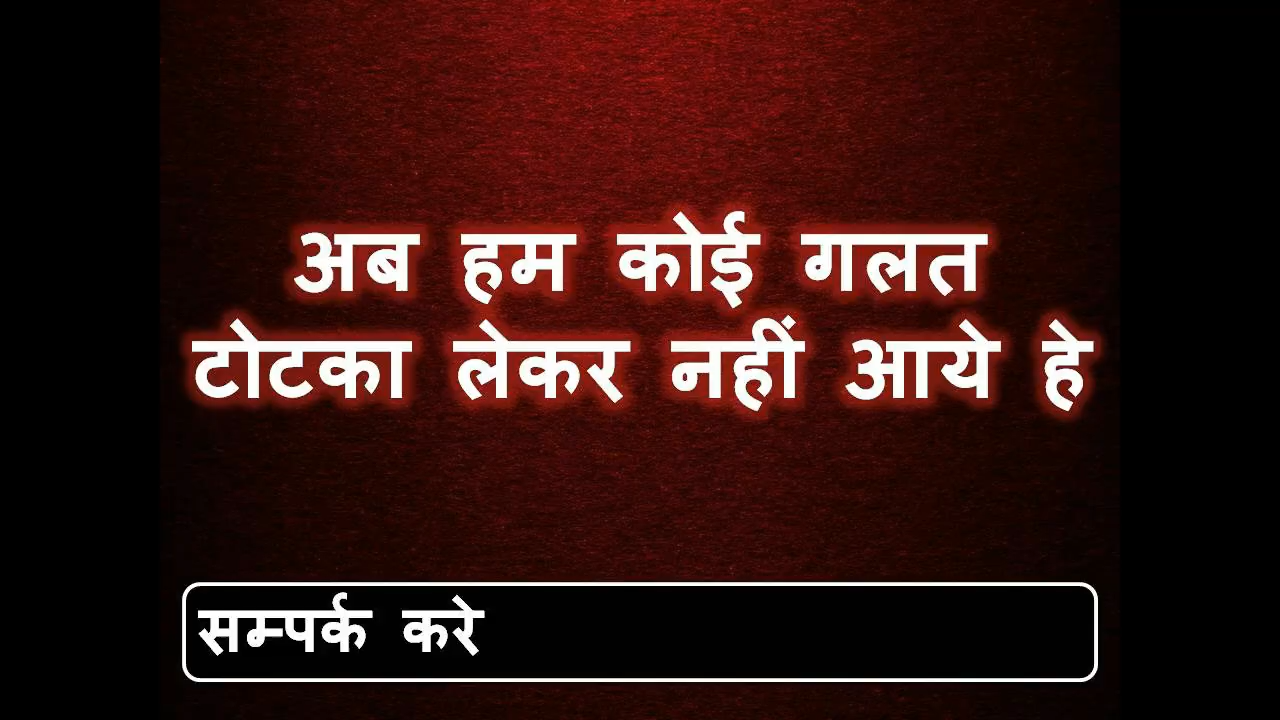 अब हम कोई गलत
टोटका लेकर नहीं आये हे
सम्पर्क करे